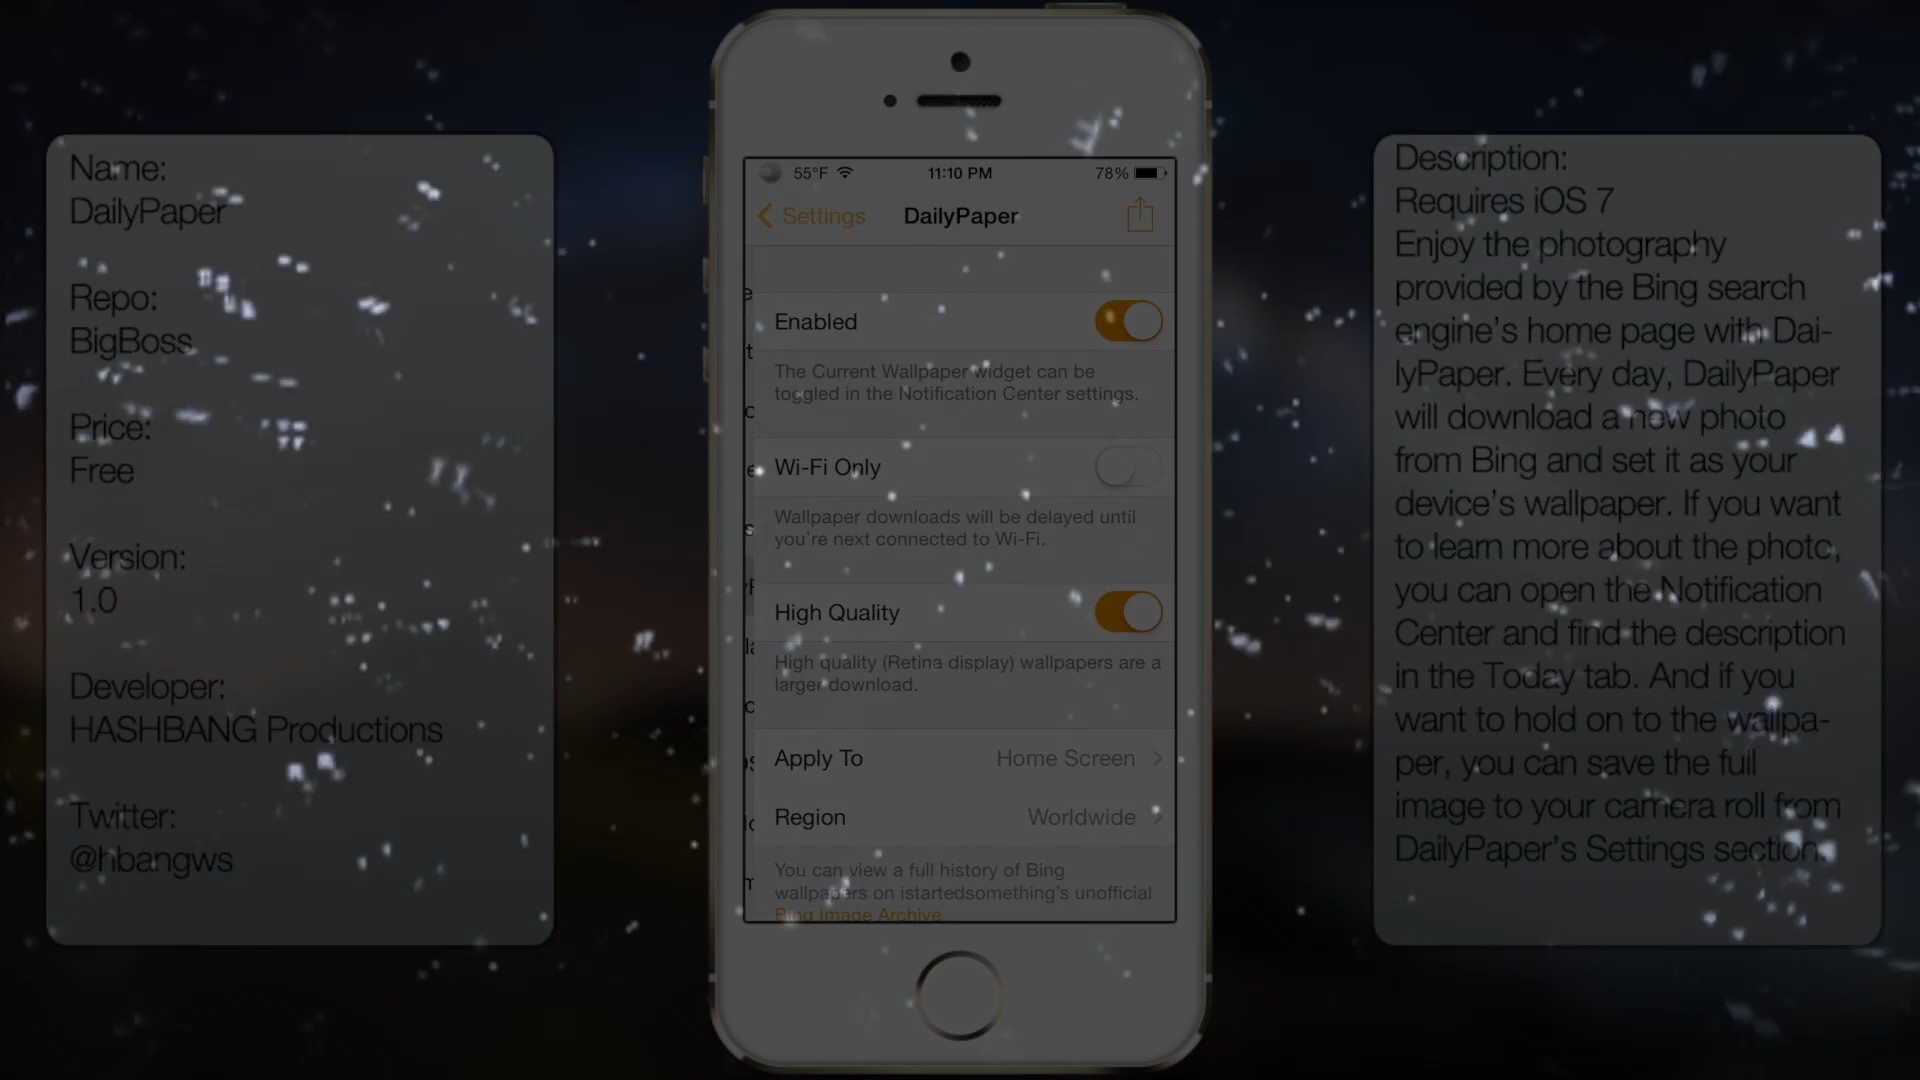 Name:
DailyPaper
Repo:
BigBoss
Price:
Free
Version:
1.0
Developer:
HASHBANG Productions
Twitter:
@hbangws
55°F
11:10 PM
78%
Settings
DailyPaper
Enabled
The Current Wallpaper widget can be
toggled in the Notification Center settings.
Wi-Fi Only
Wallpaper downloads will be delayed until
you're next connected to Wi-Fi.
High Quality
High quality (Retina display) wallpapers are a
larger download.
Apply To Home Screen
Region Worldwide
You can view a full history of Bing
wallpapers on istartedsomething's unofficial
Bing Image Archive.
Description:
Requires iOS 7
Enjoy the photography
provided by the Bing search
engine's home page with Dai-
lyPaper. Every day, DailyPaper
will download a new photo
from Bing and set it as your
device's wallpaper. If you want
to learn more about the photo,
you can open the Notification
Center and find the description
in the Today tab. And if you
want to hold on to the wallpa-
per, you can save the full
image to your camera roll from
DailyPaper's Settings section.